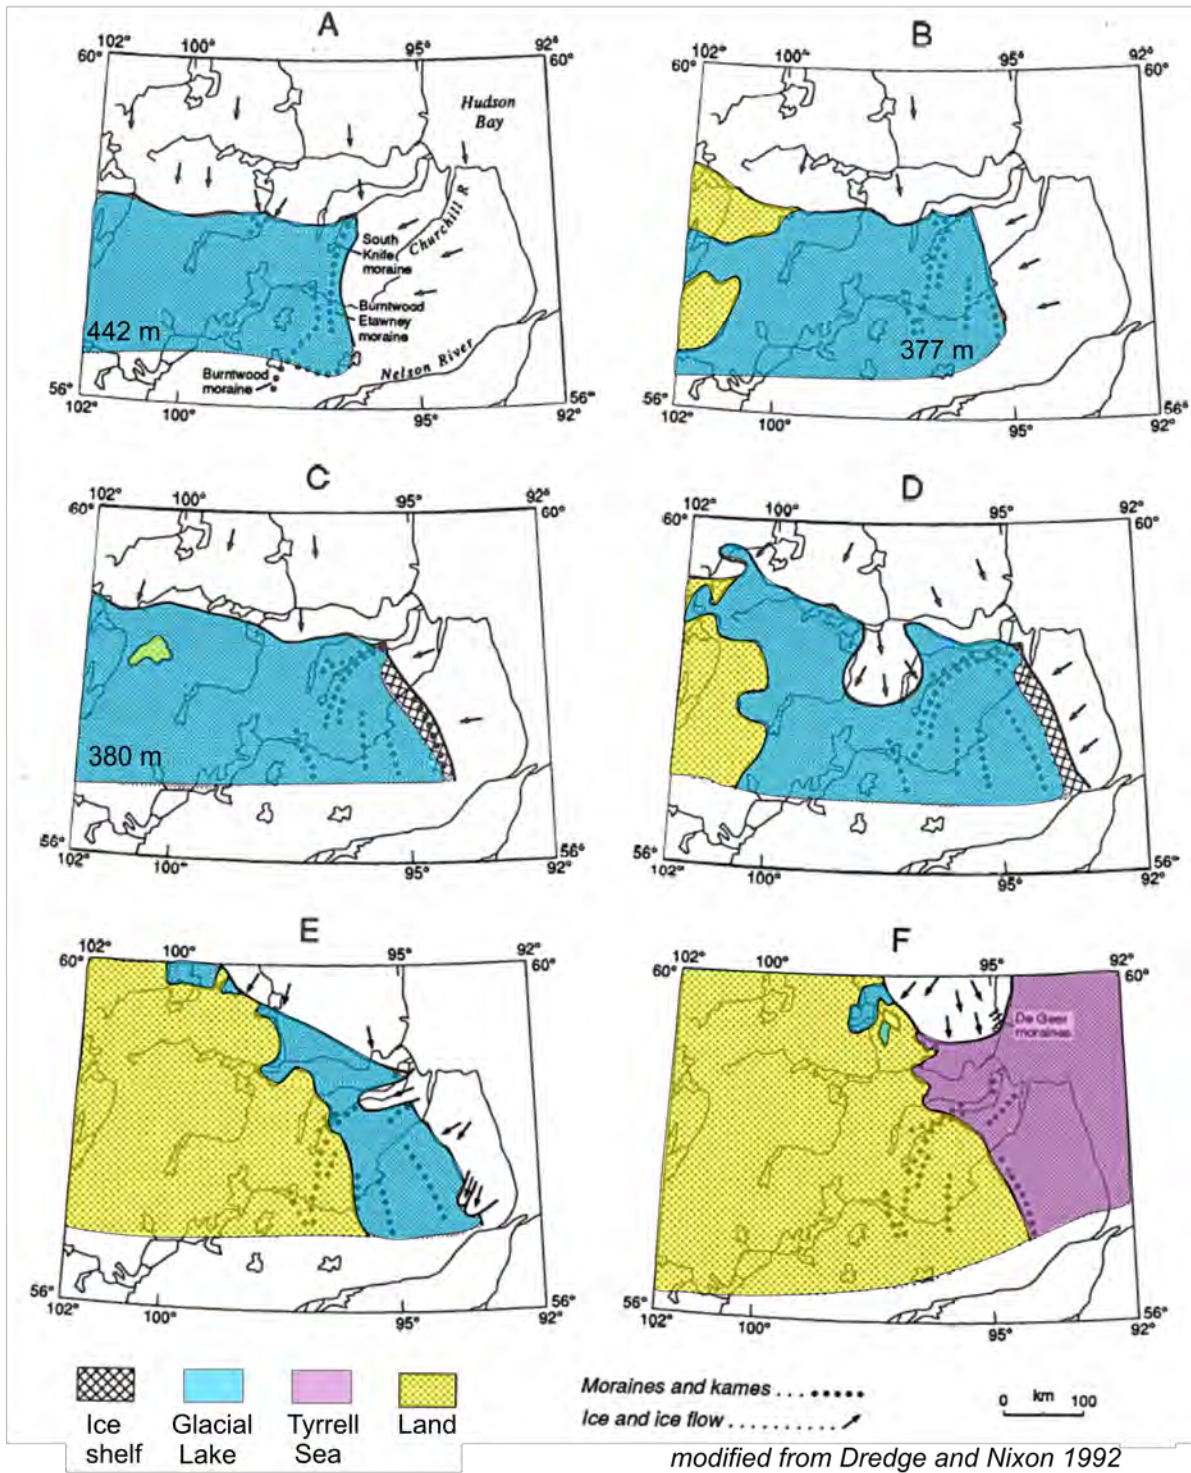 A
102° 100° 95° 92°
60° 60°
Hudson
Bay
Churchill R
South
Knife
moraine
Burntwood
Etawney
moraine
442 m
Burntwood
moraine
Nelson River
56° 56°
102° 100° 95° 92°
B
102° 100° 95° 92°
60° 60°
377 m
56° 56°
102° 100° 95° 92°
C
102° 100° 95° 92°
60° 60°
380 m
56° 56°
102° 100° 95° 92°
D
102° 100° 95° 92°
60° 60°
56° 56°
102° 100° 95° 92°
E
102° 100° 95° 92°
60° 60°
56° 56°
102° 100° 95° 92°
F
102° 100° 95° 92°
60° 60°
De Geer
moraines
56° 56°
102° 100° 95° 92°
Ice
shelf
Glacial
Lake
Tyrrell
Sea
Land
Moraines and kames
Ice and ice flow
0 km 100
modified from Dredge and Nixon 1992